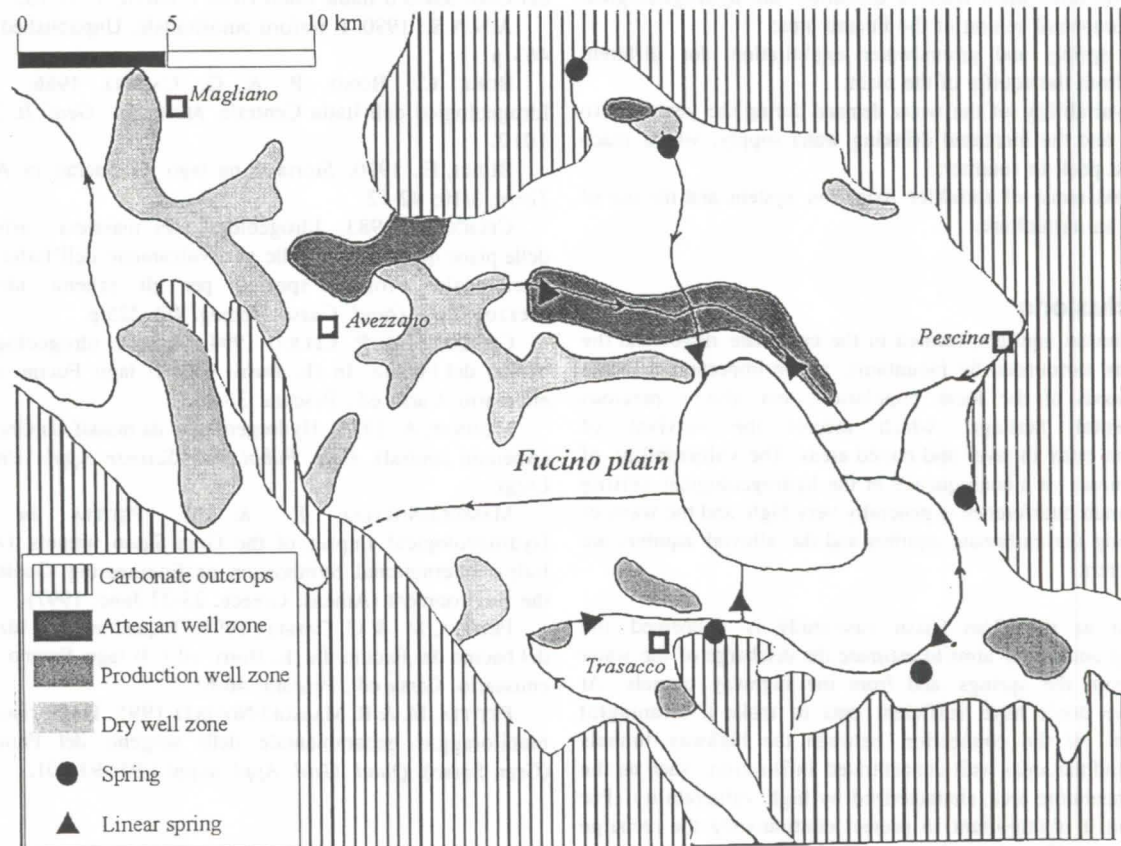 0 5 10 km
Magliano
Avezzano
Pescina
Fucino plain
Trasacco
Carbonate outcrops
Artesian well zone
Production well zone
Dry well zone
Spring
Linear spring